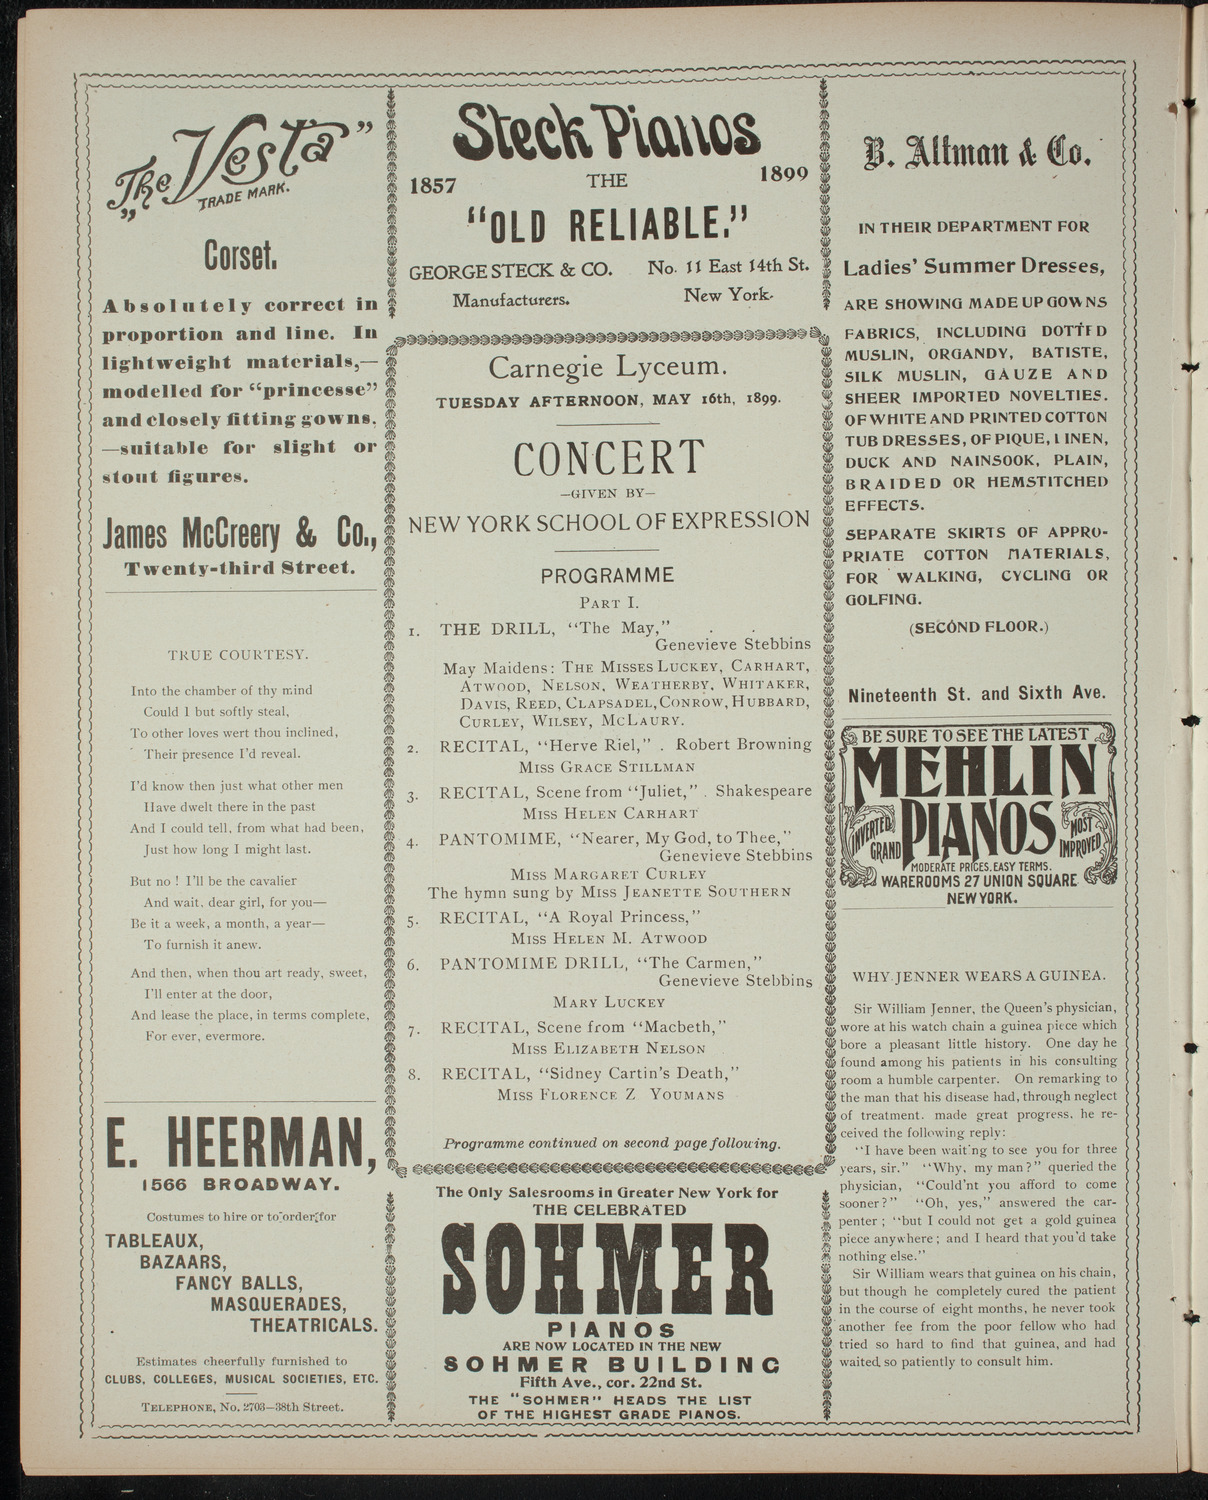 "The Vesta"
TRADE MARK.
Corset.
Absolutely correct in
proportion and line. In
lightweight materials,—
modelled for "princesse"
and closely fitting gowns,
—suitable for slight or
stout figures.
James McCreery & Co.,
Twenty-third Street.
TRUE COURTESY.
Into the chamber of thy mind
Could I but softly steal,
To other loves wert thou inclined,
Their presence I'd reveal.
I'd know then just what other men
Have dwelt there in the past
And I could tell, from what had been,
Just how long I might last.
But no ! I'll be the cavalier
And wait, dear girl, for you—
Be it a week, a month, a year—
To furnish it anew.
And then, when thou art ready, sweet,
I'll enter at the door,
And lease the place, in terms complete,
For ever, evermore.
E. HEERMAN,
1566 BROADWAY.
Costumes to hire or to order for
TABLEAUX,
BAZAARS,
FANCY BALLS,
MASQUERADES,
THEATRICALS.
Estimates cheerfully furnished to
CLUBS, COLLEGES, MUSICAL SOCIETIES, ETC.
TELEPHONE, No. 2703–38th Street.
Steck Pianos
1857 THE 1899
"OLD RELIABLE."
GEORGE STECK & CO. No. 11 East 14th St.
Manufacturers. New York.
Carnegie Lyceum.
TUESDAY AFTERNOON, MAY 16th, 1899.
CONCERT
—GIVEN BY—
NEW YORK SCHOOL OF EXPRESSION
PROGRAMME
PART I.
1. THE DRILL, "The May," . .
Genevieve Stebbins
May Maidens: THE MISSES LUCKEY, CARHART,
ATWOOD, NELSON, WEATHERBY, WHITAKER,
DAVIS, REED, CLAPSADEL, CONROW, HUBBARD,
CURLEY, WILSEY, MCLAURY.
2. RECITAL, "Herve Riel," . Robert Browning
MISS GRACE STILLMAN
3. RECITAL, Scene from "Juliet," . Shakespeare
MISS HELEN CARHART
4. PANTOMIME, "Nearer, My God, to Thee,"
Genevieve Stebbins
MISS MARGARET CURLEY
The hymn sung by MISS JEANETTE SOUTHERN
5. RECITAL, "A Royal Princess,"
MISS HELEN M. ATWOOD
6. PANTOMIME DRILL, "The Carmen,"
Genevieve Stebbins
MARY LUCKEY
7. RECITAL, Scene from "Macbeth,"
MISS ELIZABETH NELSON
8. RECITAL, "Sidney Cartin's Death,"
MISS FLORENCE Z YOUMANS
Programme continued on second page following.
The Only Salesrooms in Greater New York for
THE CELEBRATED
SOHMER
PIANOS
ARE NOW LOCATED IN THE NEW
SOHMER BUILDING
Fifth Ave., cor. 22nd St.
THE "SOHMER" HEADS THE LIST
OF THE HIGHEST GRADE PIANOS.
B. Altman & Co.
IN THEIR DEPARTMENT FOR
Ladies' Summer Dresses,
ARE SHOWING MADE UP GOWNS
FABRICS, INCLUDING DOTTED
MUSLIN, ORGANDY, BATISTE,
SILK MUSLIN, GAUZE AND
SHEER IMPORTED NOVELTIES.
OF WHITE AND PRINTED COTTON
TUB DRESSES, OF PIQUE, LINEN,
DUCK AND NAINSOOK, PLAIN,
BRAIDED OR HEMSTITCHED
EFFECTS.
SEPARATE SKIRTS OF APPRO-
PRIATE COTTON MATERIALS,
FOR WALKING, CYCLING OR
GOLFING.
(SECOND FLOOR.)
Nineteenth St. and Sixth Ave.
BE SURE TO SEE THE LATEST
MEHLIN
INVERTED GRAND PIANOS MOST IMPROVED
MODERATE PRICES. EASY TERMS.
WAREROOMS 27 UNION SQUARE
NEW YORK.
WHY JENNER WEARS A GUINEA.
Sir William Jenner, the Queen's physician,
wore at his watch chain a guinea piece which
bore a pleasant little history. One day he
found among his patients in his consulting
room a humble carpenter. On remarking to
the man that his disease had, through neglect
of treatment, made great progress, he re-
ceived the following reply:
"I have been wait'ng to see you for three
years, sir." "Why, my man?" queried the
physician, "Could'nt you afford to come
sooner?" "Oh, yes," answered the car-
penter ; "but I could not get a gold guinea
piece anywhere ; and I heard that you'd take
nothing else."
Sir William wears that guinea on his chain,
but though he completely cured the patient
in the course of eight months, he never took
another fee from the poor fellow who had
tried so hard to find that guinea, and had
waited so patiently to consult him.